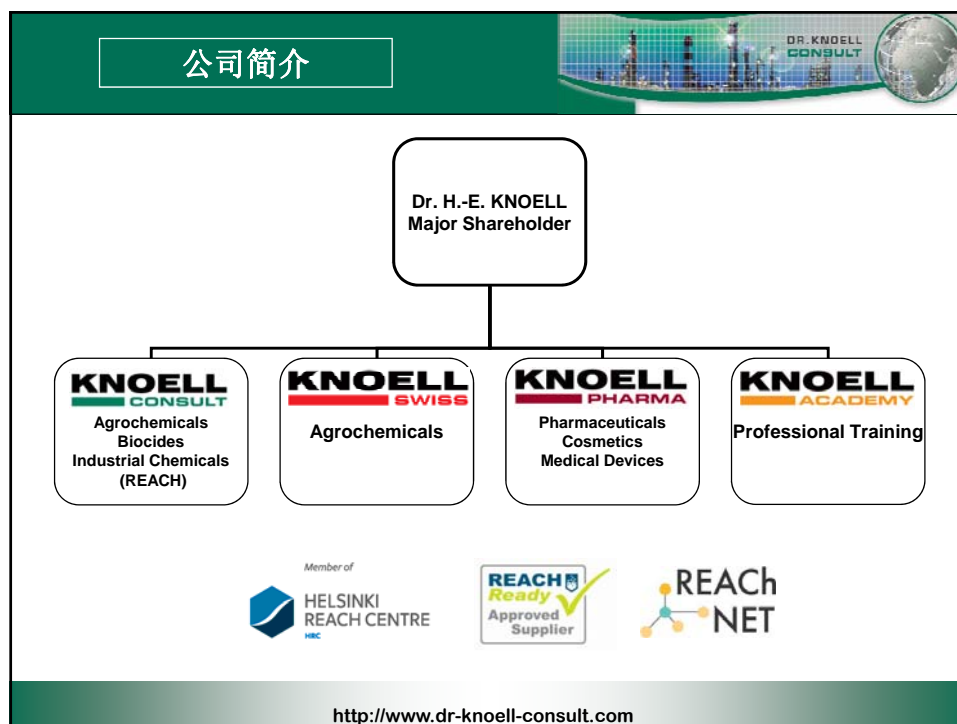 公司简介
DR.KNOELL
CONSULT
Dr. H.-E. KNOELL
Major Shareholder
KNOELL
CONSULT
Agrochemicals
Biocides
Industrial Chemicals
(REACH)
KNOELL
SWISS
Agrochemicals
KNOELL
PHARMA
Pharmaceuticals
Cosmetics
Medical Devices
KNOELL
ACADEMY
Professional Training
Member of
HELSINKI
REACH CENTRE
HRC
REACH
Ready
Approved
Supplier
REACh
NET
http://www.dr-knoell-consult.com